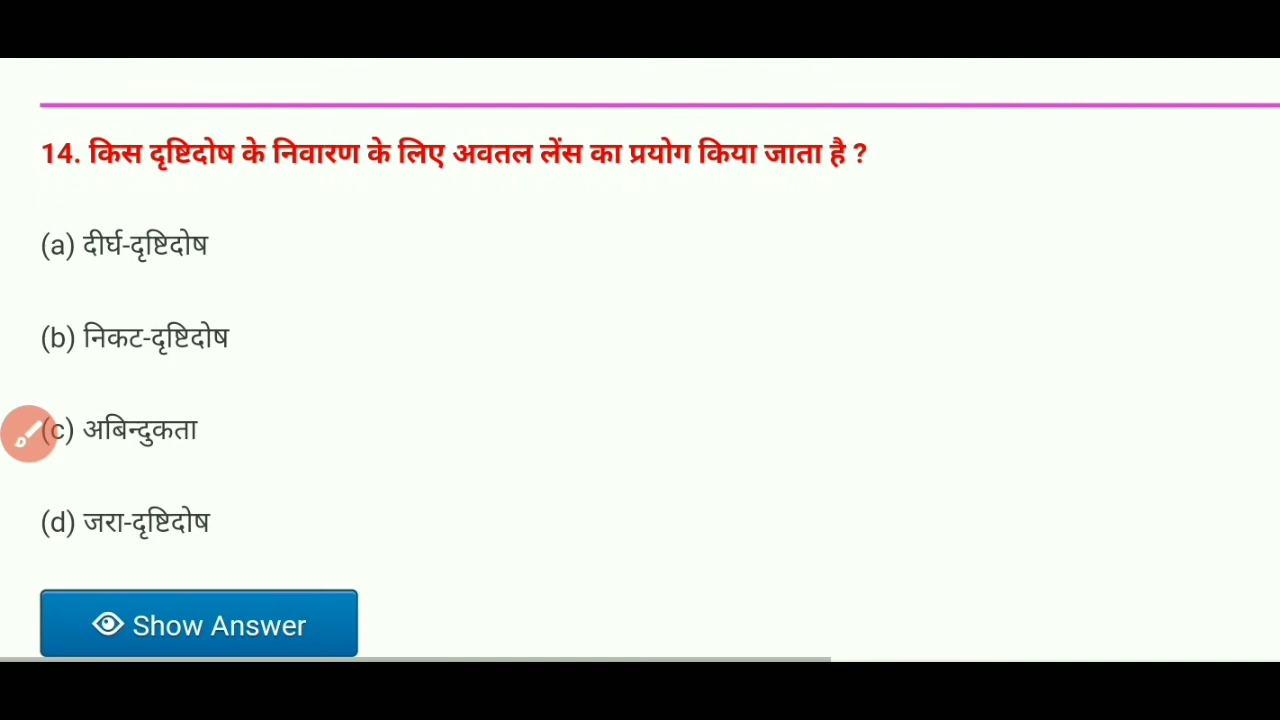 14. किस दृष्टिदोष के निवारण के लिए अवतल लेंस का प्रयोग किया जाता है ?
(a) दीर्घ-दृष्टिदोष
(b) निकट-दृष्टिदोष
(c) अबिन्दुकता
(d) जरा-दृष्टिदोष
Show Answer